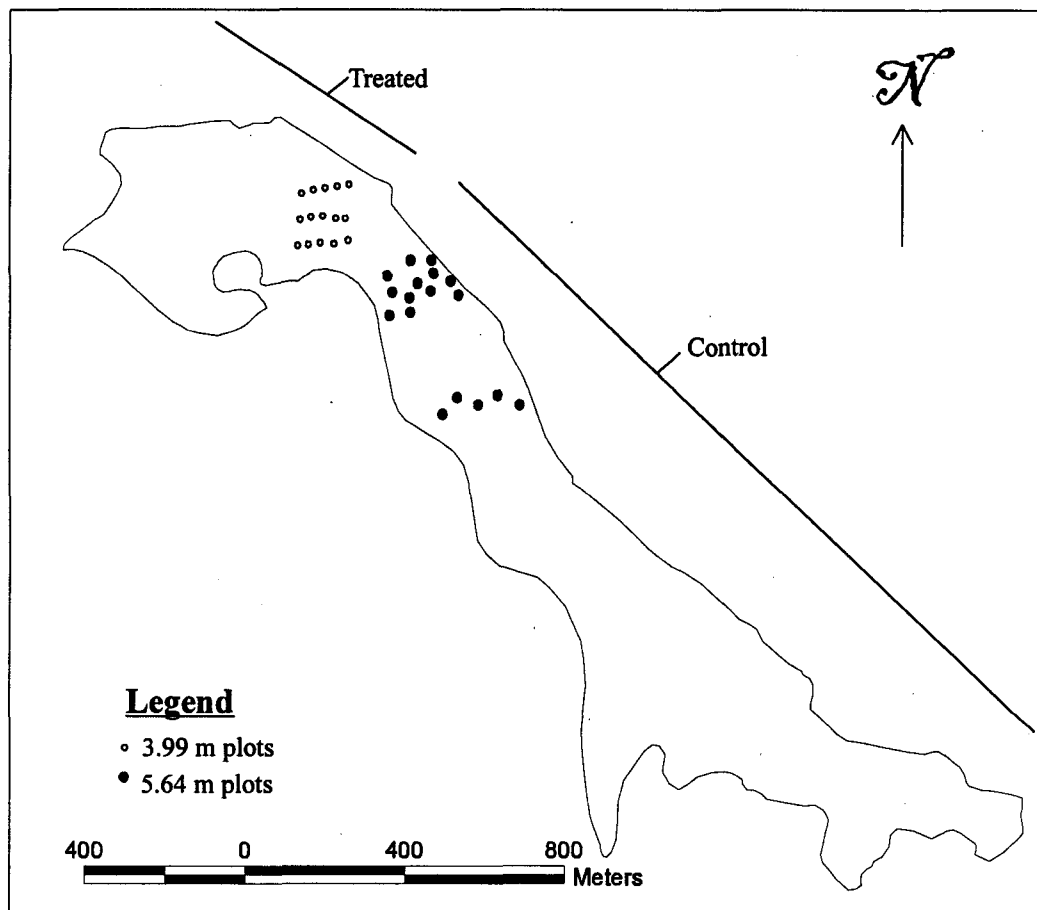 Treated
N
Control
Legend
3.99 m plots
5.64 m plots
400 0 400 800
Meters